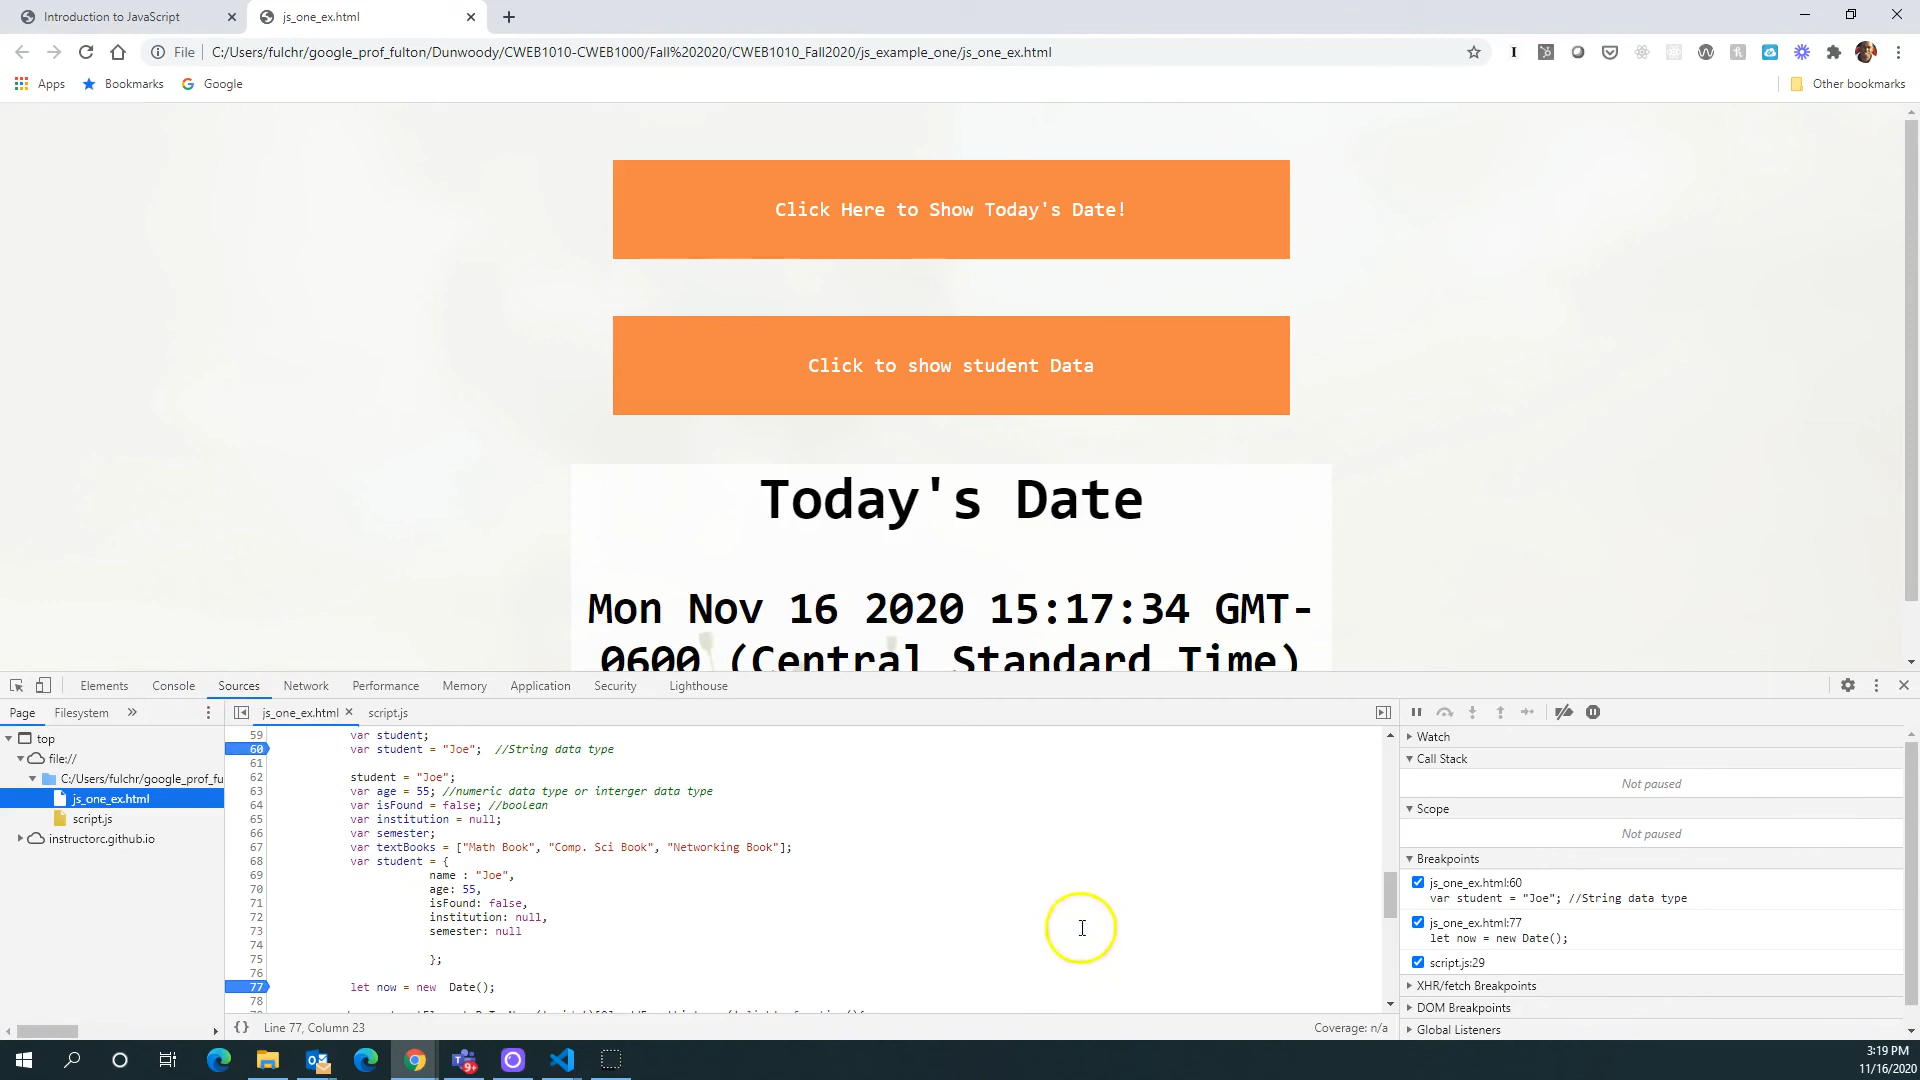 Introduction to JavaScript
js_one_ex.html
File
C:/Users/fulchr/google_prof_fulton/Dunwoody/CWEB1010-CWEB1000/Fall%202020/CWEB1010_Fall2020/js_example_one/js_one_ex.html
Apps
Bookmarks
Google
Other bookmarks
Click Here to Show Today's Date!
Click to show student Data
Today's Date
Mon Nov 16 2020 15:17:34 GMT-
0600 (Central Standard Time)
Elements
Console
Sources
Network
Performance
Memory
Application
Security
Lighthouse
Page
Filesystem
top
file://
C:/Users/fulchr/google_prof_fu
js_one_ex.html
script.js
instructorc.github.io
js_one_ex.html
script.js
59 var student;
60 var student = "Joe"; //String data type
61
62 student = "Joe";
63 var age = 55; //numeric data type or interger data type
64 var isFound = false; //boolean
65 var institution = null;
66 var semester;
67 var textBooks = ["Math Book", "Comp. Sci Book", "Networking Book"];
68 var student = {
69 name : "Joe",
70 age: 55,
71 isFound: false,
72 institution: null,
73 semester: null
74
75 };
76
77 let now = new Date();
78
{} Line 77, Column 23
Coverage: n/a
Watch
Call Stack
Not paused
Scope
Not paused
Breakpoints
js_one_ex.html:60
var student = "Joe"; //String data type
js_one_ex.html:77
let now = new Date();
script.js:29
XHR/fetch Breakpoints
DOM Breakpoints
Global Listeners
9+
3:19 PM
11/16/2020